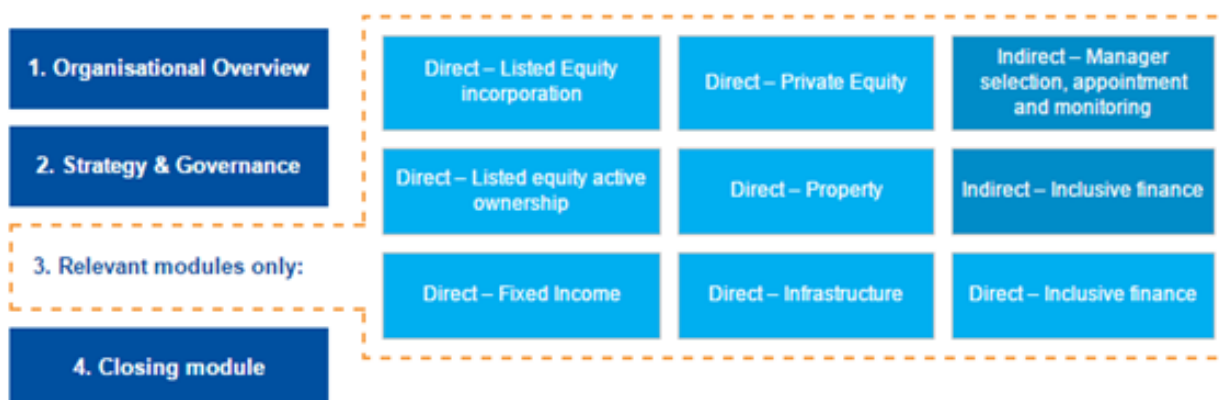 1. Organisational Overview
2. Strategy & Governance
3. Relevant modules only:
4. Closing module
Direct – Listed Equity
incorporation
Direct – Private Equity
Indirect – Manager
selection, appointment
and monitoring
Direct – Listed equity active
ownership
Direct – Property
Indirect – Inclusive finance
Direct – Fixed Income
Direct – Infrastructure
Direct – Inclusive finance